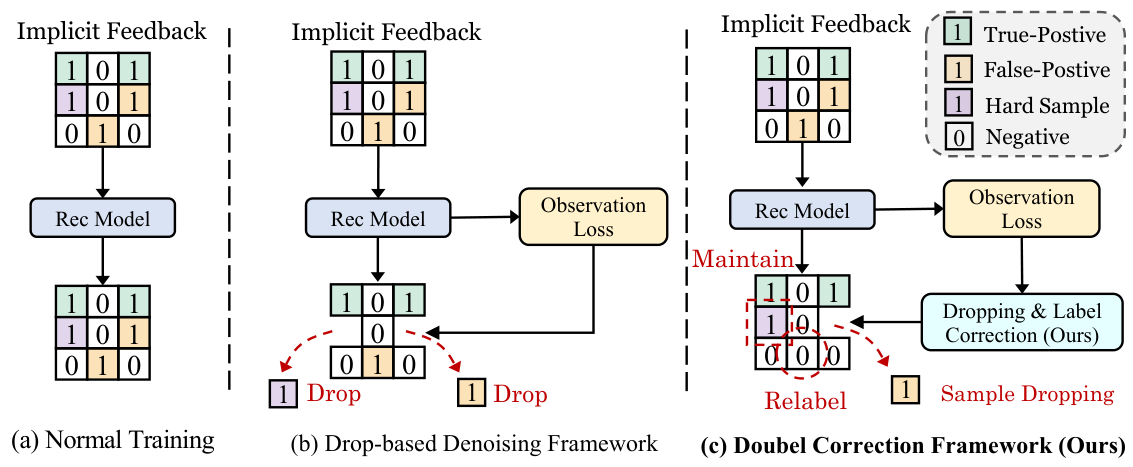 Implicit Feedback
1 0 1
1 0 1
0 1 0
Rec Model
1 0 1
1 0 1
0 1 0
(a) Normal Training
Implicit Feedback
1 0 1
1 0 1
0 1 0
Rec Model
Observation
Loss
1 0 1
0
0 1 0
1 Drop
1 Drop
(b) Drop-based Denoising Framework
Implicit Feedback
1 0 1
1 0 1
0 1 0
Rec Model
Observation
Loss
Maintain
1 0 1
1 0
0 0 0
Dropping & Label
Correction (Ours)
Relabel
1
Sample Dropping
(c) Doubel Correction Framework (Ours)
1 True-Postive
1 False-Postive
1 Hard Sample
0 Negative